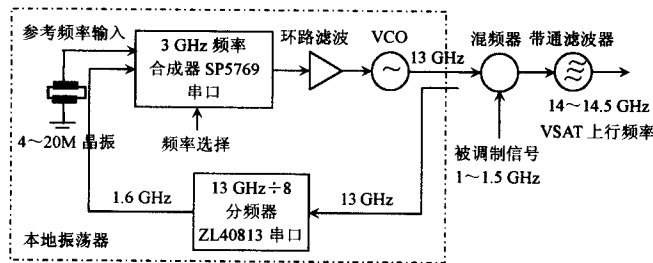 参考频率输入
3 GHz 频率
合成器 SP5769
串口
环路滤波
VCO
13 GHz
混频器
带通滤波器
4～20M 晶振
频率选择
14～14.5 GHz
VSAT 上行频率
被调制信号
1～1.5 GHz
1.6 GHz
13 GHz÷8
分频器
ZL40813 串口
13 GHz
本地振荡器